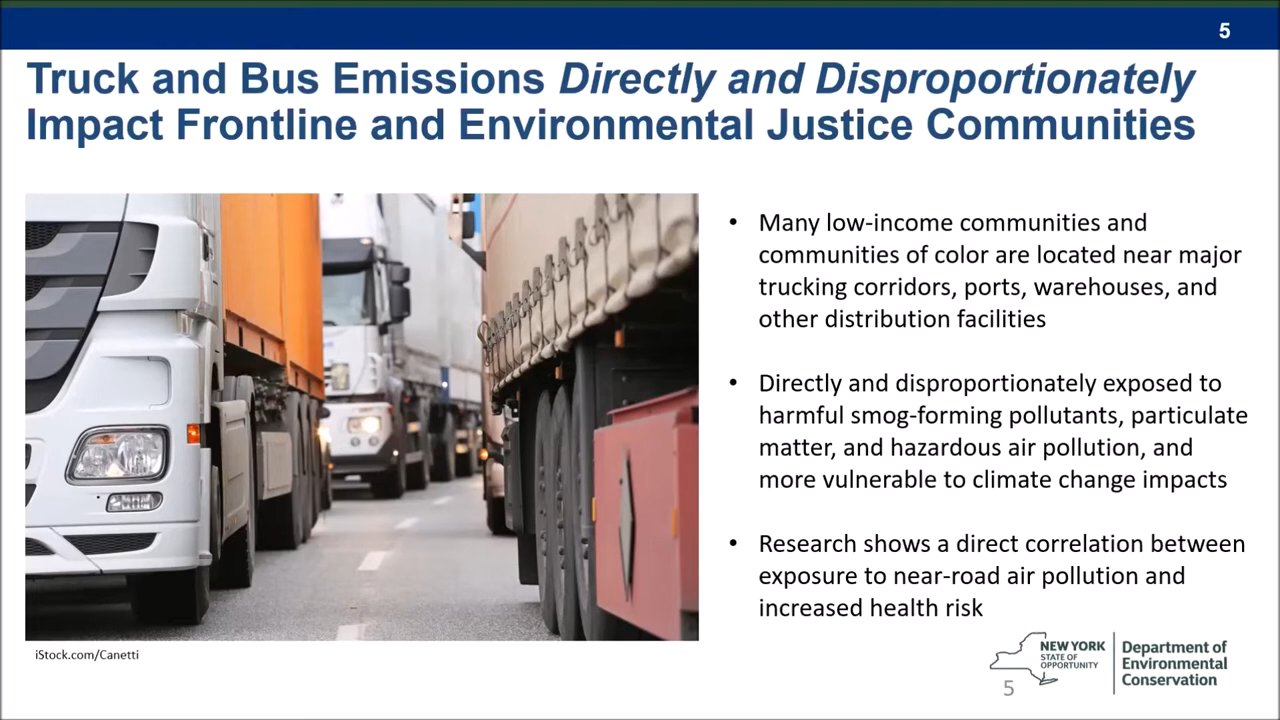 5
Truck and Bus Emissions Directly and Disproportionately
Impact Frontline and Environmental Justice Communities
• Many low-income communities and
communities of color are located near major
trucking corridors, ports, warehouses, and
other distribution facilities
• Directly and disproportionately exposed to
harmful smog-forming pollutants, particulate
matter, and hazardous air pollution, and
more vulnerable to climate change impacts
• Research shows a direct correlation between
exposure to near-road air pollution and
increased health risk
iStock.com/Canetti
NEW YORK
STATE OF
OPPORTUNITY
Department of
Environmental
Conservation
5